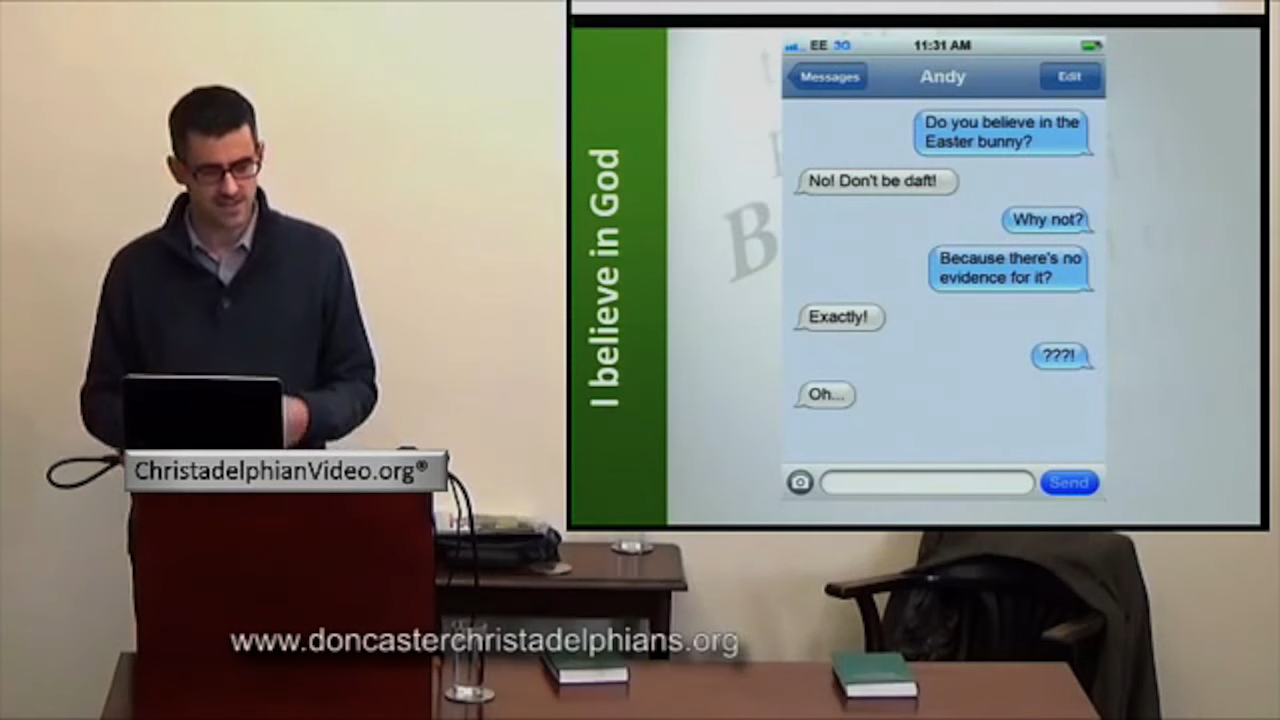 EE 3G
11:31 AM
Messages
Andy
Edit
Do you believe in the
Easter bunny?
No! Don't be daft!
Why not?
Because there's no
evidence for it?
Exactly!
???!
Oh...
Send
I believe in God
B
ChristadelphianVideo.org®
www.doncasterchristadelphians.org